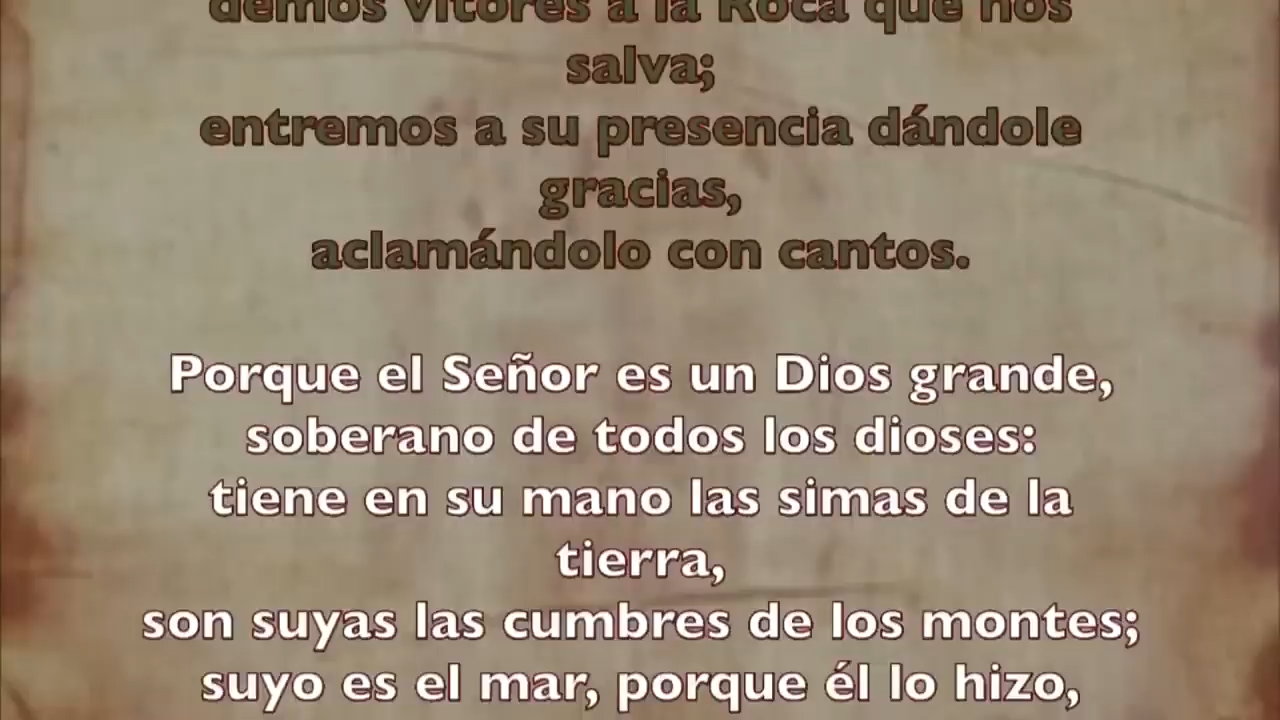 demos vítores a la Roca que nos
salva;
entremos a su presencia dándole
gracias,
aclamándolo con cantos.
Porque el Señor es un Dios grande,
soberano de todos los dioses:
tiene en su mano las simas de la
tierra,
son suyas las cumbres de los montes;
suyo es el mar, porque él lo hizo,